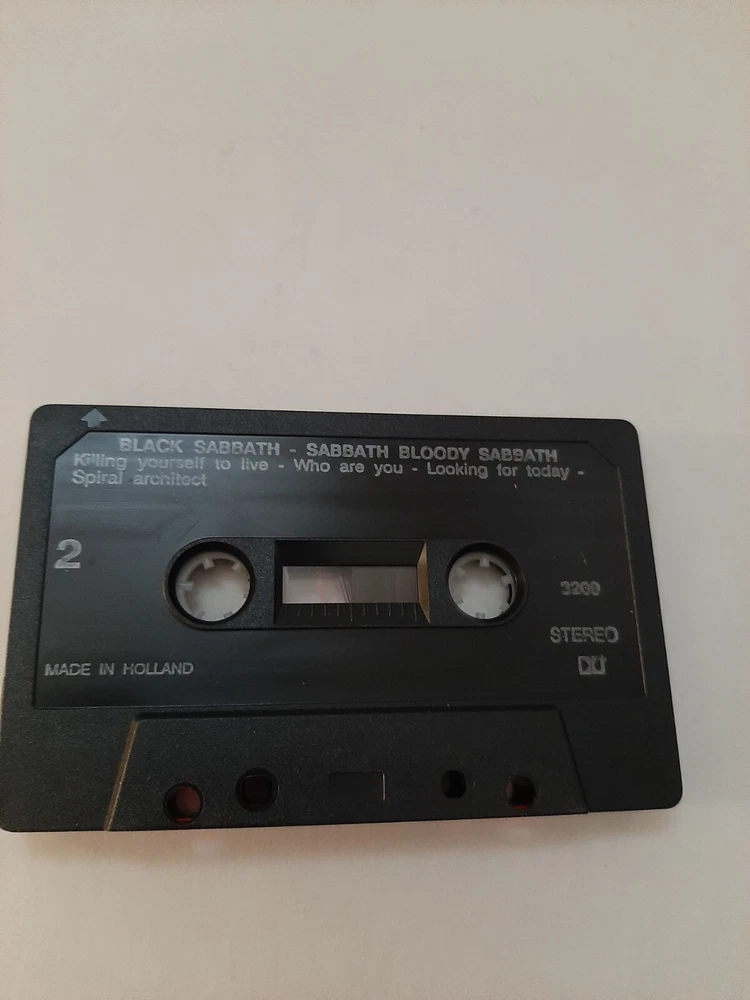 BLACK SABBATH - SABBATH BLOODY SABBATH
Killing yourself to live - Who are you - Looking for today -
Spiral architect
2
STEREO
MADE IN HOLLAND